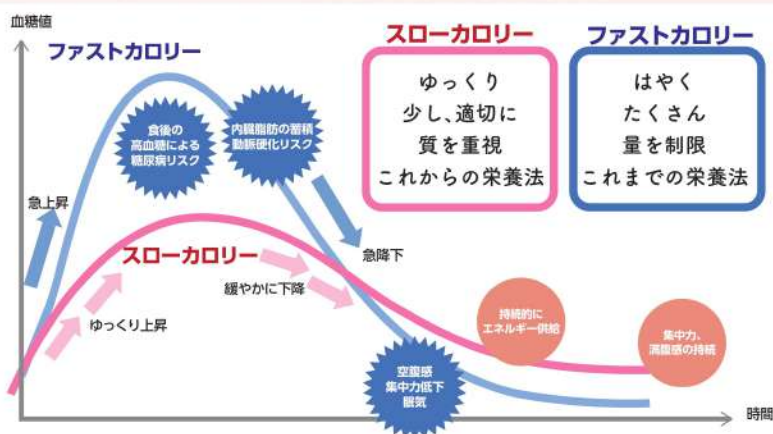 血糖値
ファストカロリー
スローカロリー
ゆっくり
少し、適切に
質を重視
これからの栄養法
ファストカロリー
はやく
たくさん
量を制限
これまでの栄養法
食後の
高血糖による
糖尿病リスク
内臓脂肪の蓄積
動脈硬化リスク
急上昇
急降下
スローカロリー
緩やかに下降
ゆっくり上昇
持続的に
エネルギー供給
集中力、
満腹感の持続
空腹感
集中力低下
眠気
時間